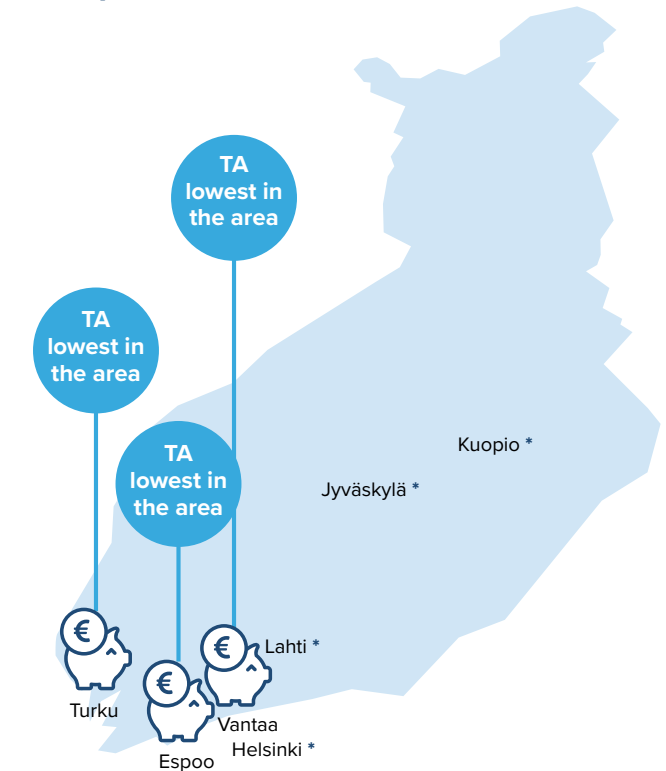 TA
lowest in
the area
TA
lowest in
the area
TA
lowest in
the area
Kuopio *
Jyväskylä *
€
€
Lahti *
€
Turku
Vantaa
Helsinki *
Espoo